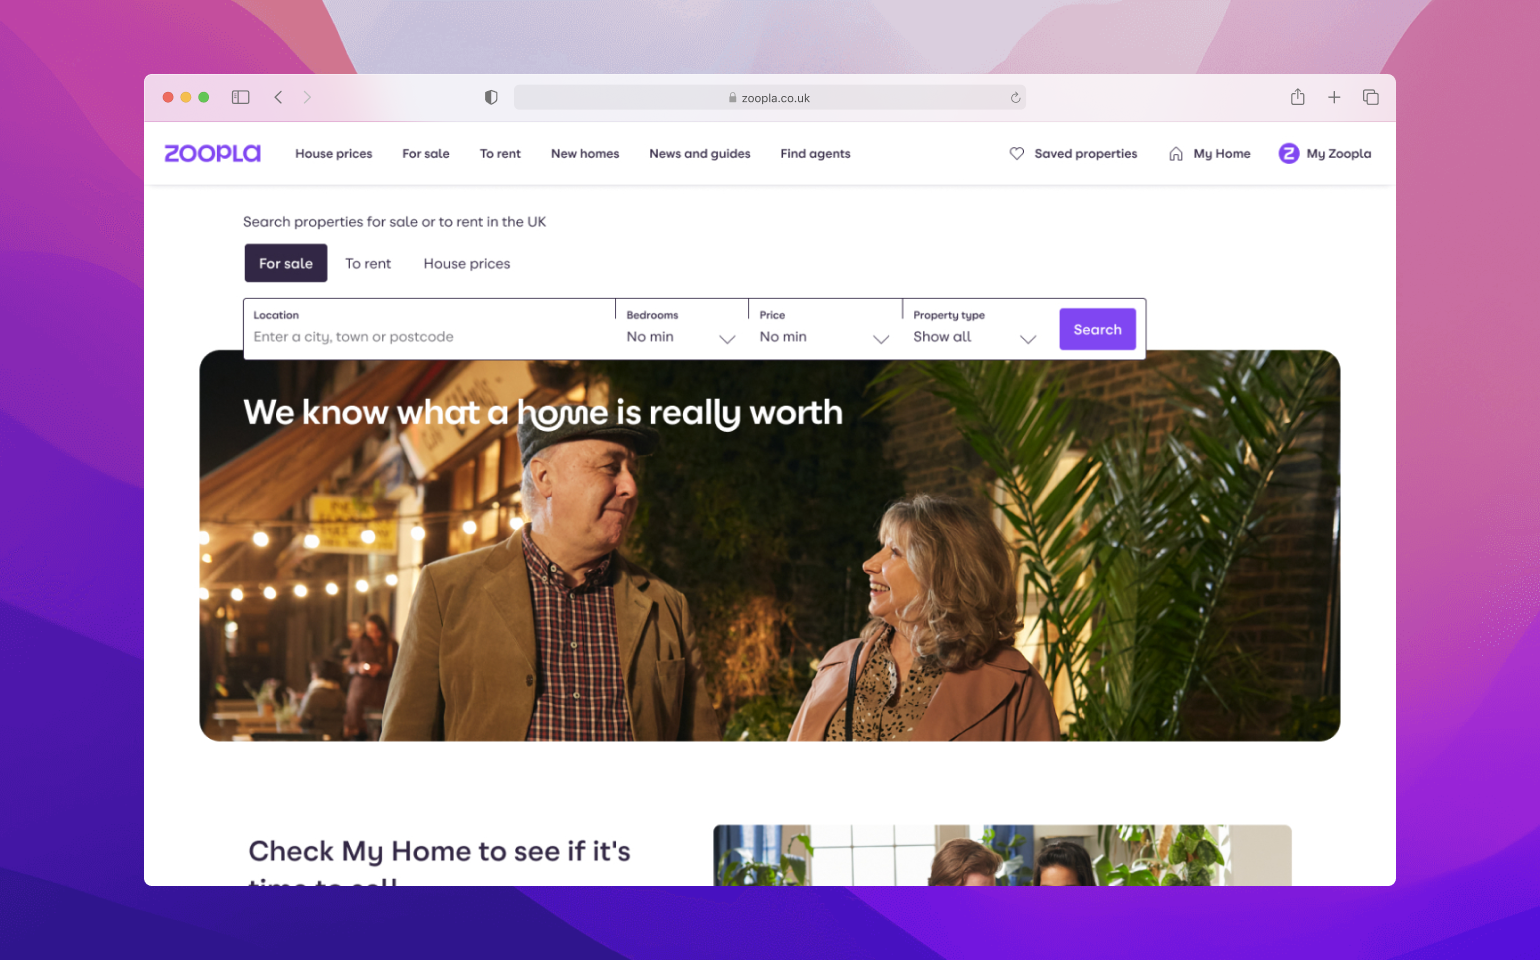 zoopla.co.uk
ZOOPLA
House prices
For sale
To rent
New homes
News and guides
Find agents
Saved properties
My Home
Z
My Zoopla
Search properties for sale or to rent in the UK
For sale
To rent
House prices
Location
Enter a city, town or postcode
Bedrooms
No min
Price
No min
Property type
Show all
Search
We know what a home is really worth
Check My Home to see if it's
time to sell